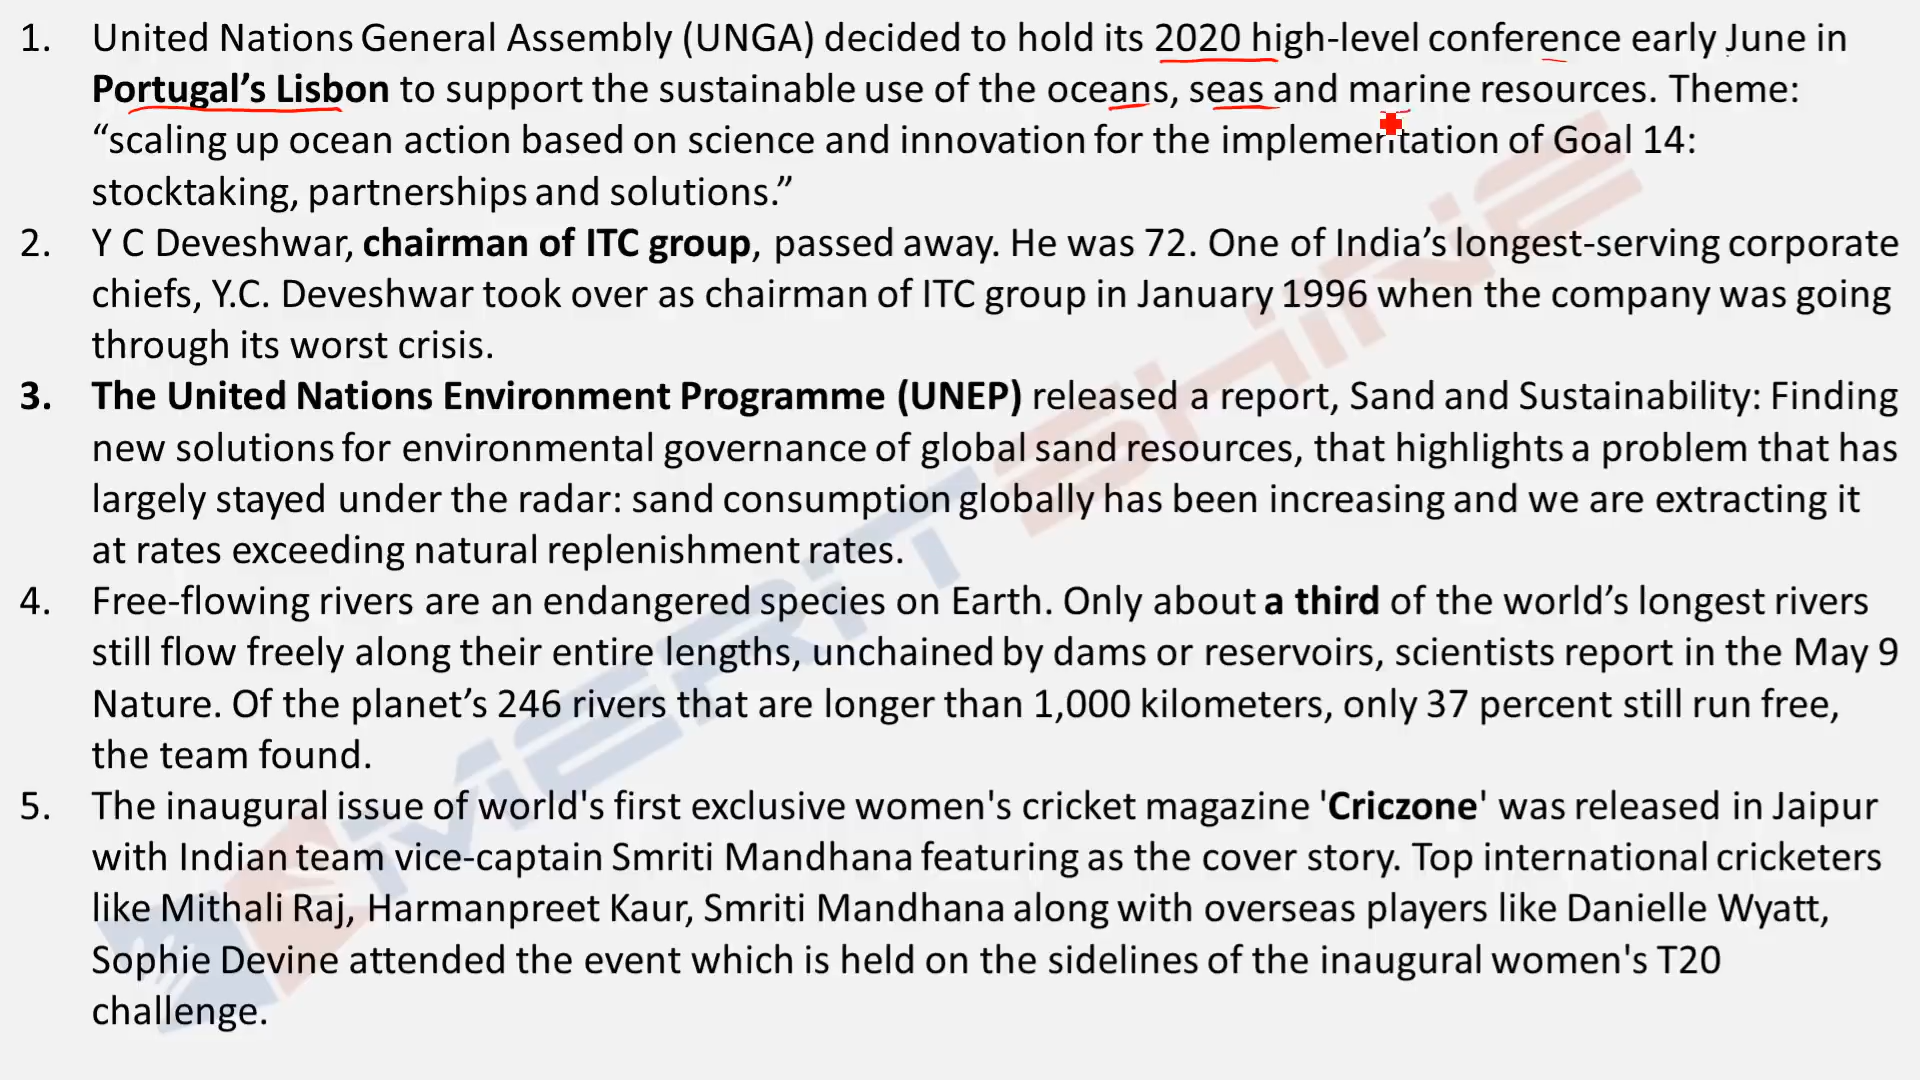 1. United Nations General Assembly (UNGA) decided to hold its 2020 high-level conference early June in
Portugal’s Lisbon to support the sustainable use of the oceans, seas and marine resources. Theme:
“scaling up ocean action based on science and innovation for the implementation of Goal 14:
stocktaking, partnerships and solutions.”
2. Y C Deveshwar, chairman of ITC group, passed away. He was 72. One of India’s longest-serving corporate
chiefs, Y.C. Deveshwar took over as chairman of ITC group in January 1996 when the company was going
through its worst crisis.
3. The United Nations Environment Programme (UNEP) released a report, Sand and Sustainability: Finding
new solutions for environmental governance of global sand resources, that highlights a problem that has
largely stayed under the radar: sand consumption globally has been increasing and we are extracting it
at rates exceeding natural replenishment rates.
4. Free-flowing rivers are an endangered species on Earth. Only about a third of the world’s longest rivers
still flow freely along their entire lengths, unchained by dams or reservoirs, scientists report in the May 9
Nature. Of the planet’s 246 rivers that are longer than 1,000 kilometers, only 37 percent still run free,
the team found.
5. The inaugural issue of world's first exclusive women's cricket magazine 'Criczone' was released in Jaipur
with Indian team vice-captain Smriti Mandhana featuring as the cover story. Top international cricketers
like Mithali Raj, Harmanpreet Kaur, Smriti Mandhana along with overseas players like Danielle Wyatt,
Sophie Devine attended the event which is held on the sidelines of the inaugural women's T20
challenge.
MERiT SHiNE